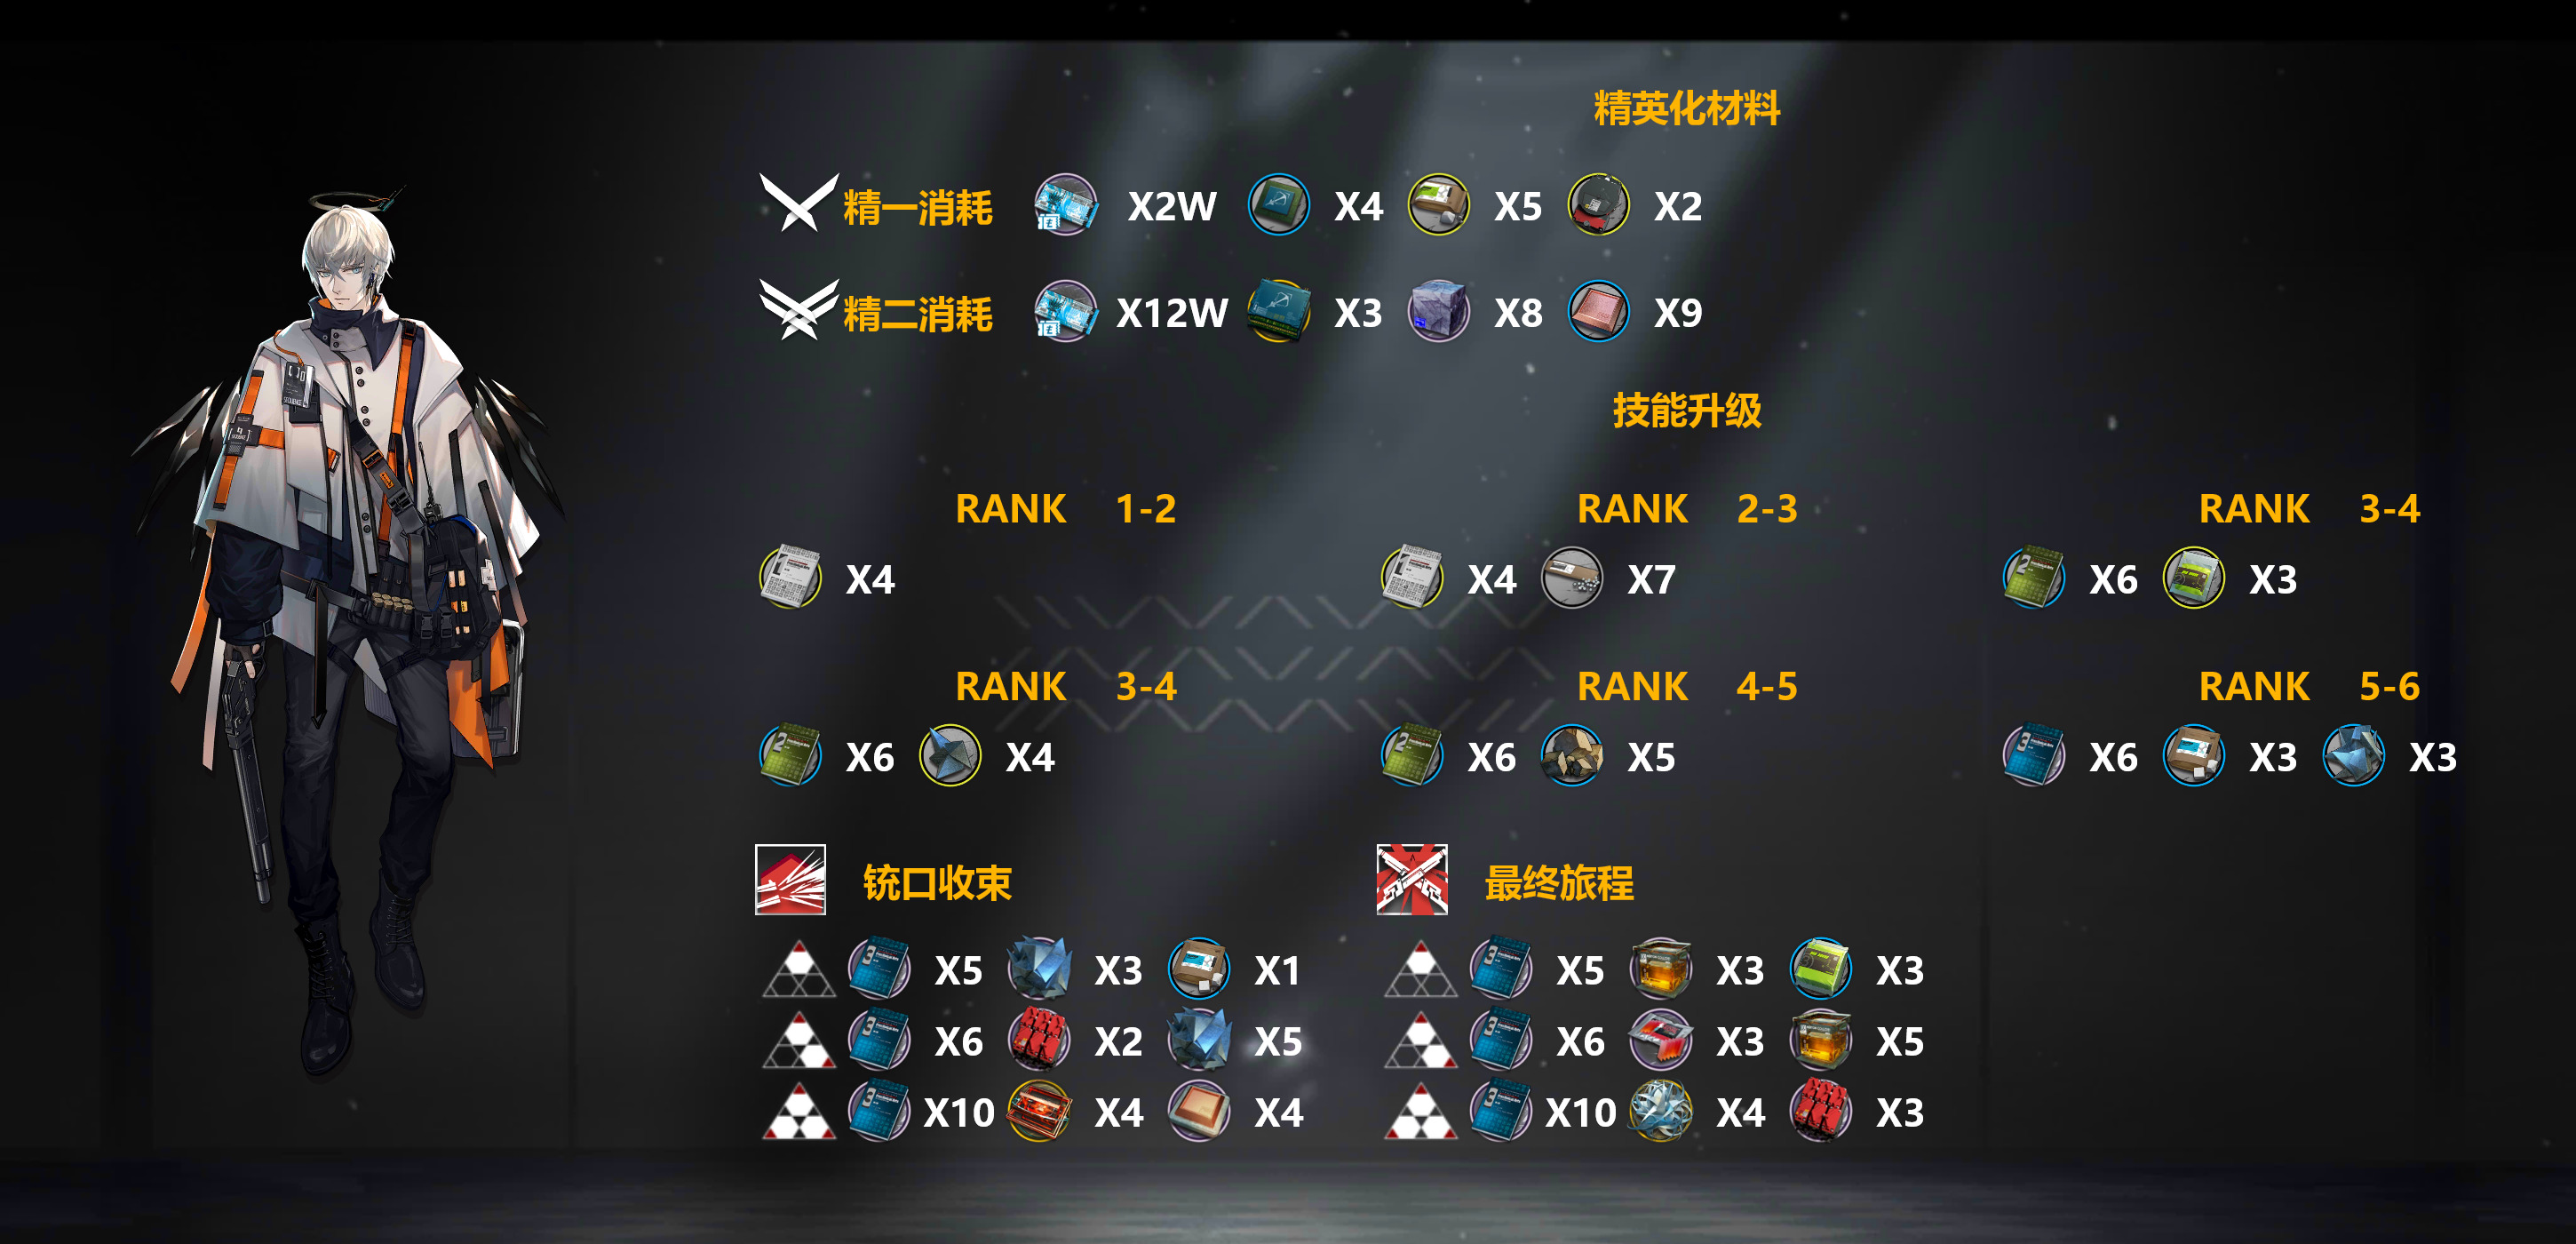 精英化材料
精一消耗 X2W X4 X5 X2
精二消耗 X12W X3 X8 X9
技能升级
RANK 1-2 RANK 2-3 RANK 3-4
X4 X4 X7 X6 X3
RANK 3-4 RANK 4-5 RANK 5-6
X6 X4 X6 X5 X6 X3 X3
铳口收束 最终旅程
X5 X3 X1 X5 X3 X3
X6 X2 X5 X6 X3 X5
X10 X4 X4 X10 X4 X3